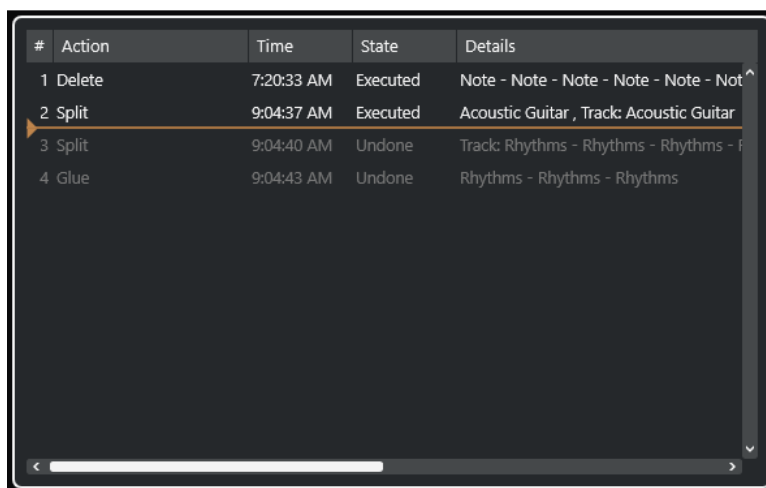 # Action Time State Details
1 Delete 7:20:33 AM Executed Note - Note - Note - Note - Note - Not
2 Split 9:04:37 AM Executed Acoustic Guitar , Track: Acoustic Guitar
3 Split 9:04:40 AM Undone Track: Rhythms - Rhythms - Rhythms - R
4 Glue 9:04:43 AM Undone Rhythms - Rhythms - Rhythms